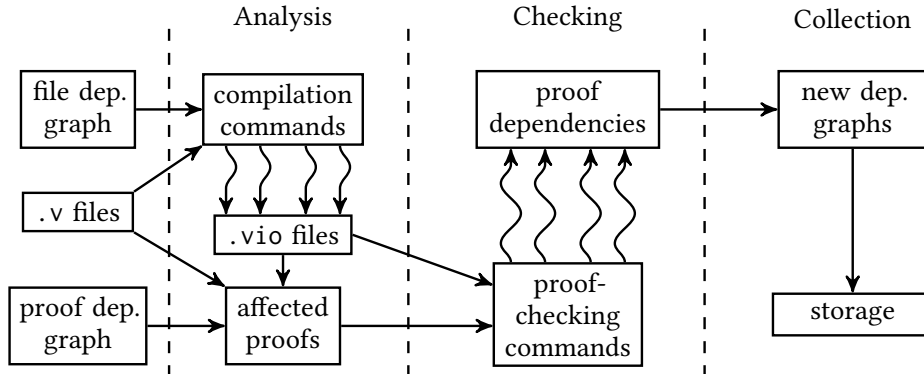 Analysis
Checking
Collection
file dep.
graph
compilation
commands
proof
dependencies
new dep.
graphs
.v files
.vio files
proof dep.
graph
affected
proofs
proof-
checking
commands
storage